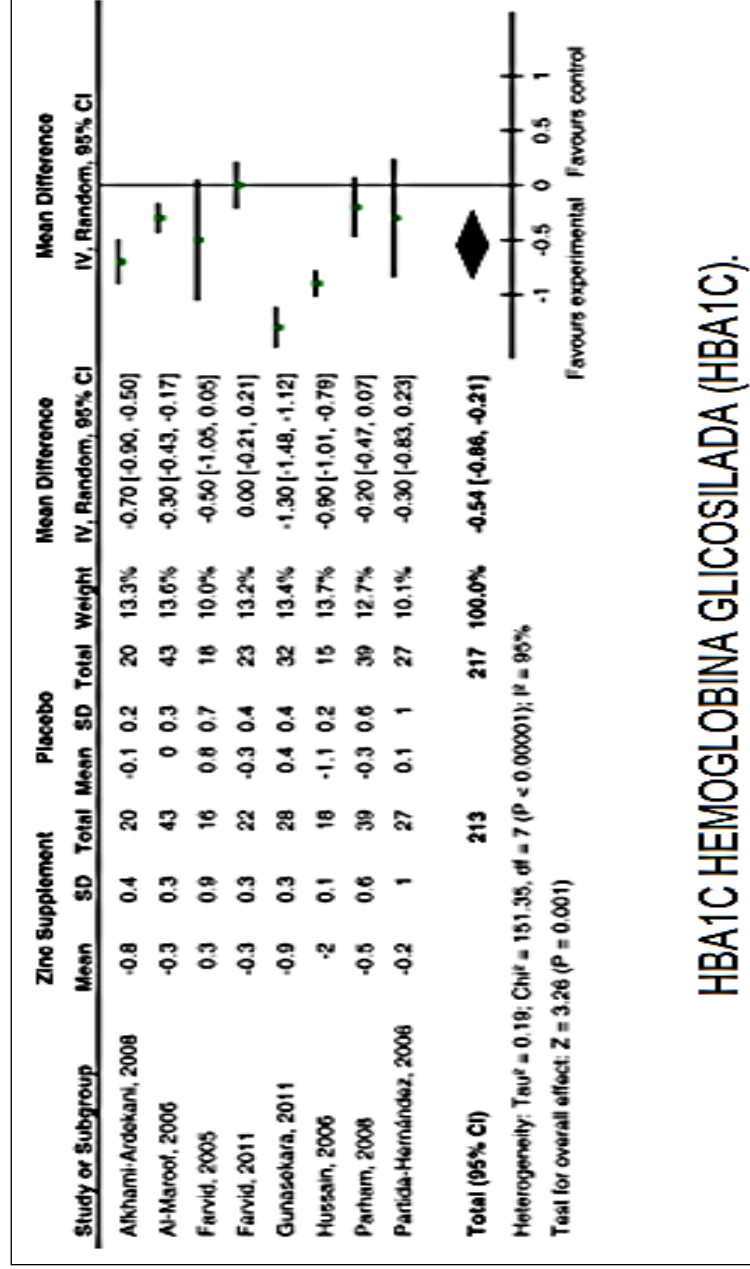 Zinc Supplement Placebo Mean Difference Mean Difference
Study or Subgroup Mean SD Total Mean SD Total Weight IV, Random, 95% CI IV, Random, 95% CI
Afkhami-Ardekani, 2008 -0.8 0.4 20 -0.1 0.2 20 13.3% -0.70 [-0.90, -0.50]
Al-Maroof, 2006 -0.3 0.3 43 0 0.3 43 13.6% -0.30 [-0.43, -0.17]
Farvid, 2005 0.3 0.9 16 0.8 0.7 18 10.0% -0.50 [-1.05, 0.05]
Farvid, 2011 -0.3 0.3 22 -0.3 0.4 23 13.2% 0.00 [-0.21, 0.21]
Gunasekara, 2011 -0.9 0.3 28 0.4 0.4 32 13.4% -1.30 [-1.48, -1.12]
Hussain, 2006 -2 0.1 18 -1.1 0.2 15 13.7% -0.90 [-1.01, -0.79]
Parham, 2008 -0.5 0.6 39 -0.3 0.6 39 12.7% -0.20 [-0.47, 0.07]
Partida-Hernández, 2006 -0.2 1 27 0.1 1 27 10.1% -0.30 [-0.83, 0.23]
Total (95% CI) 213 217 100.0% -0.54 [-0.86, -0.21]
Heterogeneity: Tau² = 0.19; Chi² = 151.35, df = 7 (P < 0.00001); I² = 95%
Test for overall effect: Z = 3.26 (P = 0.001)
-1 -0.5 0 0.5 1
Favours experimental Favours control
HBA1C HEMOGLOBINA GLICOSILADA (HBA1C).